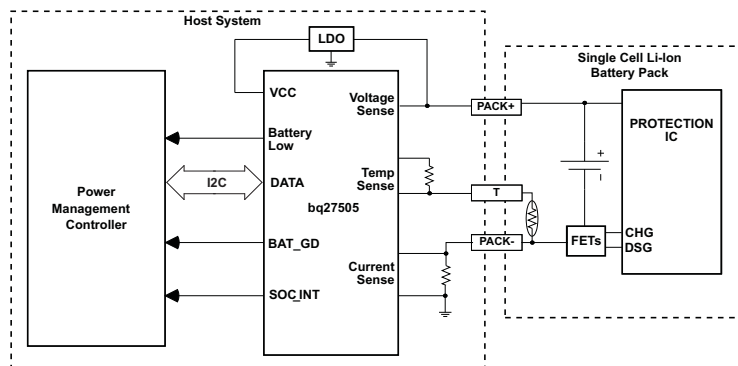 Host System
LDO
Single Cell Li-Ion
Battery Pack
VCC
Voltage
Sense
PACK+
PROTECTION
IC
Battery
Low
I2C
DATA
Temp
Sense
T
+
–
Power
Management
Controller
bq27505
BAT_GD
PACK-
FETs
CHG
DSG
Current
Sense
SOC_INT